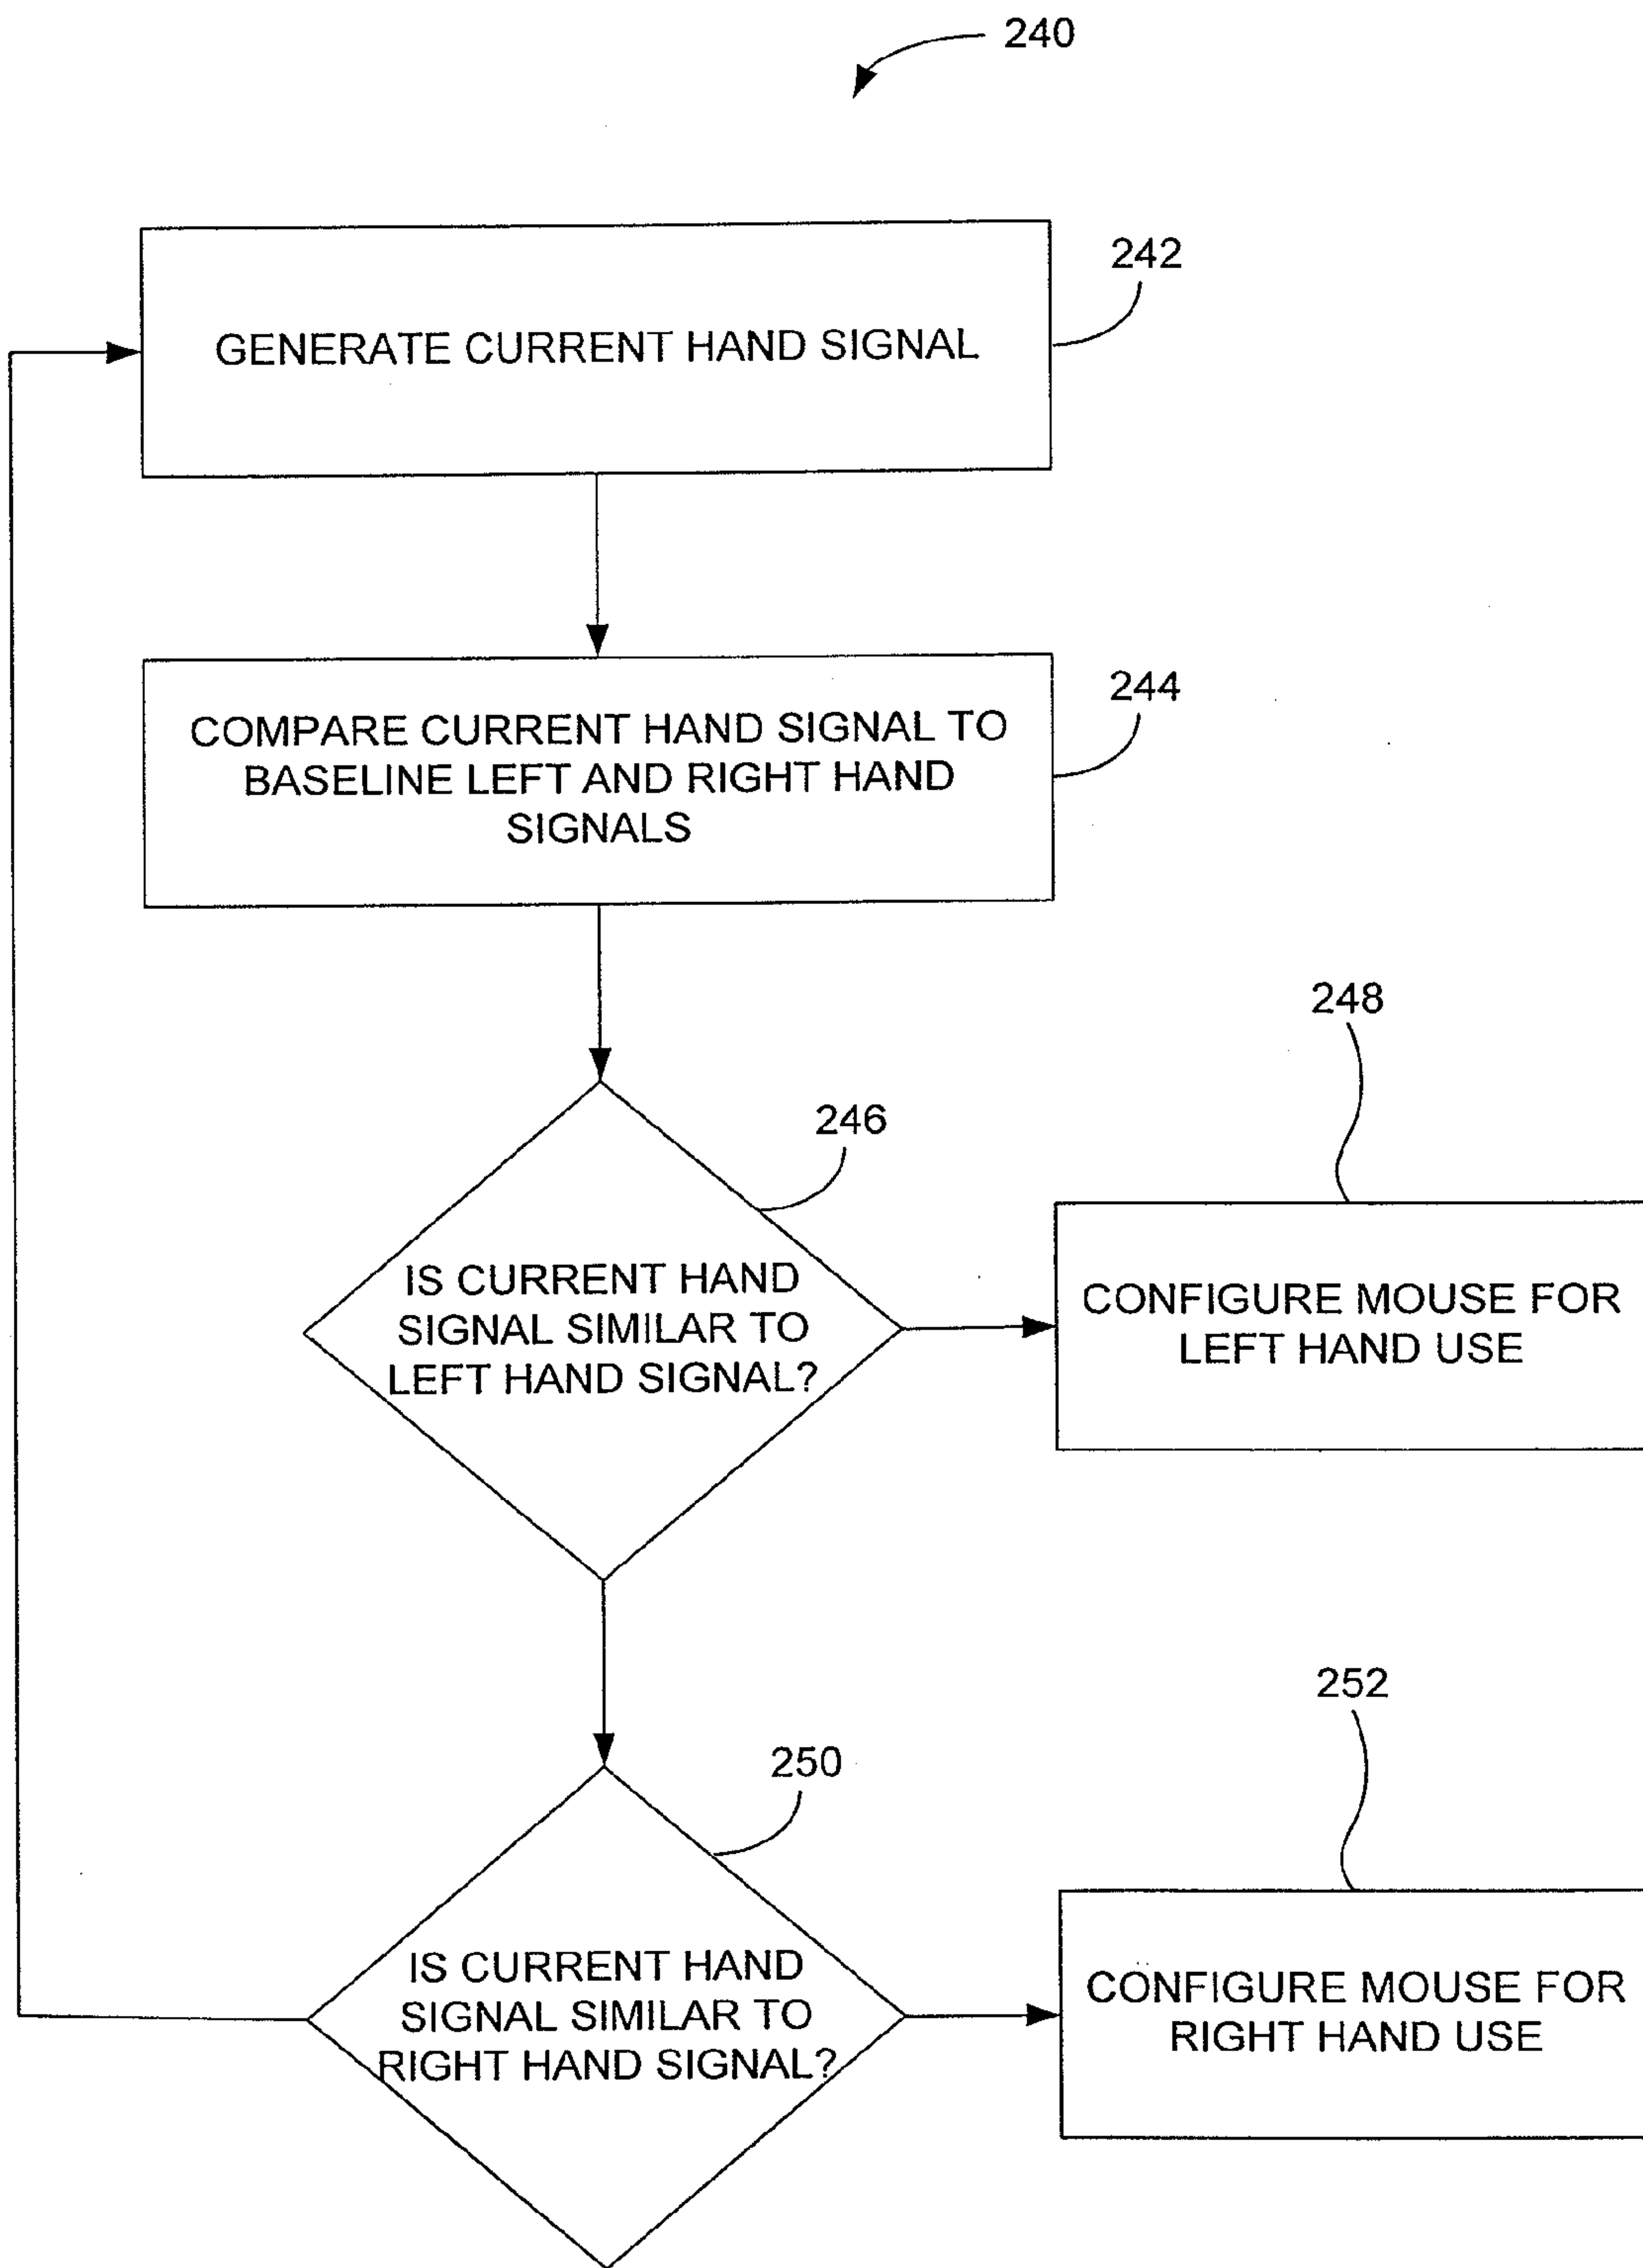 240
242
GENERATE CURRENT HAND SIGNAL
244
COMPARE CURRENT HAND SIGNAL TO
BASELINE LEFT AND RIGHT HAND
SIGNALS
246
IS CURRENT HAND
SIGNAL SIMILAR TO
LEFT HAND SIGNAL?
248
CONFIGURE MOUSE FOR
LEFT HAND USE
250
IS CURRENT HAND
SIGNAL SIMILAR TO
RIGHT HAND SIGNAL?
252
CONFIGURE MOUSE FOR
RIGHT HAND USE